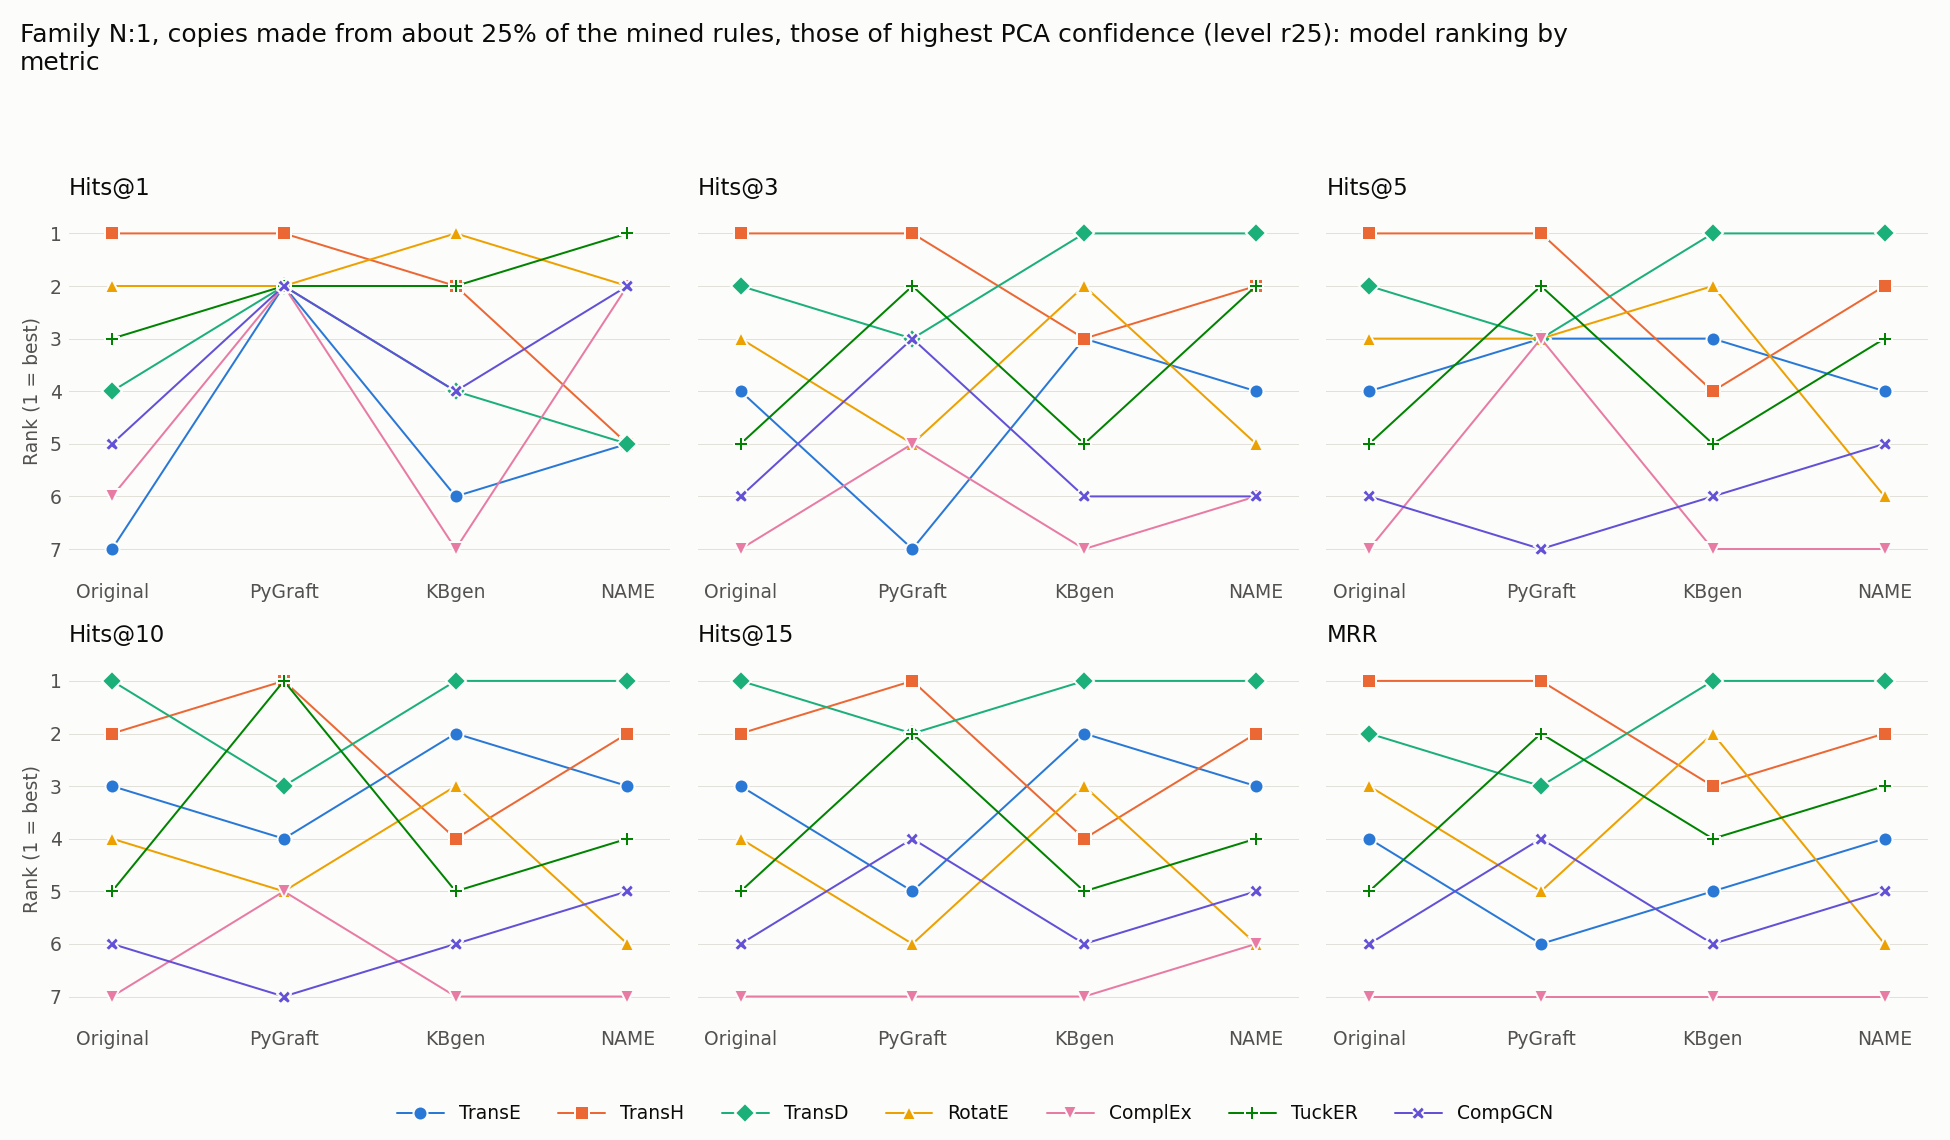 Family N:1, copies made from about 25% of the mined rules, those of highest PCA confidence (level r25): model ranking by
metric
Hits@1
Hits@3
Hits@5
Rank (1 = best)
1
2
3
4
5
6
7
Original PyGraft KBgen NAME
Original PyGraft KBgen NAME
Original PyGraft KBgen NAME
Hits@10
Hits@15
MRR
Rank (1 = best)
1
2
3
4
5
6
7
Original PyGraft KBgen NAME
Original PyGraft KBgen NAME
Original PyGraft KBgen NAME
TransE TransH TransD RotatE ComplEx TuckER CompGCN